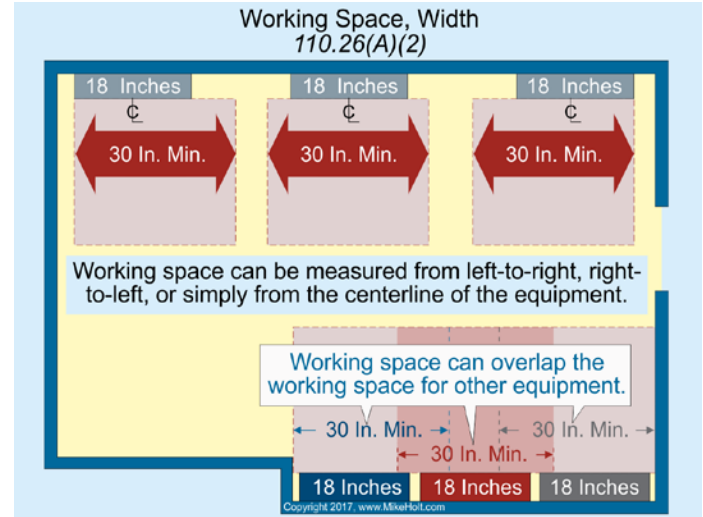 Working Space, Width
110.26(A)(2)
18 Inches
18 Inches
18 Inches
℄
℄
℄
30 In. Min.
30 In. Min.
30 In. Min.
Working space can be measured from left-to-right, right-
to-left, or simply from the centerline of the equipment.
Working space can overlap the
working space for other equipment.
30 In. Min.
30 In. Min.
30 In. Min.
18 Inches
18 Inches
18 Inches
Copyright 2017, www.MikeHolt.com